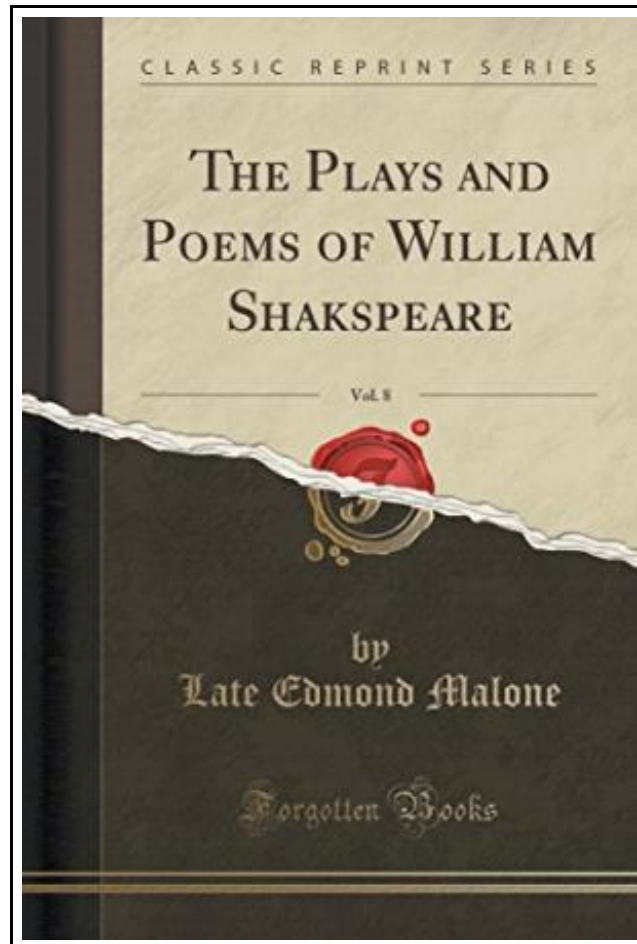 CLASSIC REPRINT SERIES
THE PLAYS AND
POEMS OF WILLIAM
SHAKSPEARE
Vol. 8
by
Late Edmond Malone
Forgotten Books